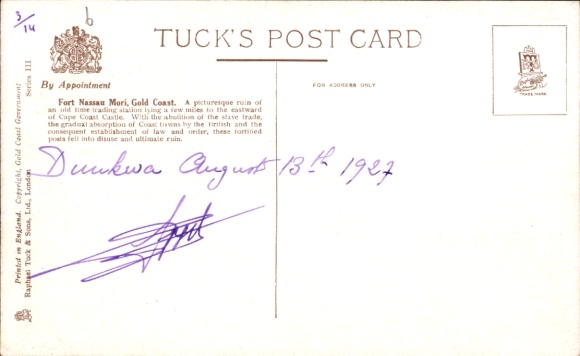 3/14
6
TUCK'S POST CARD
By Appointment
FOR ADDRESS ONLY
TRADE MARK
Fort Nassau Mori, Gold Coast. A picturesque ruin of
an old time trading station lying a few miles to the eastward
of Cape Coast Castle. With the abolition of the slave trade,
the gradual absorption of Coast towns by the British and the
consequent establishment of law and order, these fortified
posts fell into disuse and ultimate ruin.
Dunkwa August 13th 1927
Printed in England. Copyright, Gold Coast Government
Raphael Tuck & Sons, Ltd., London Series III